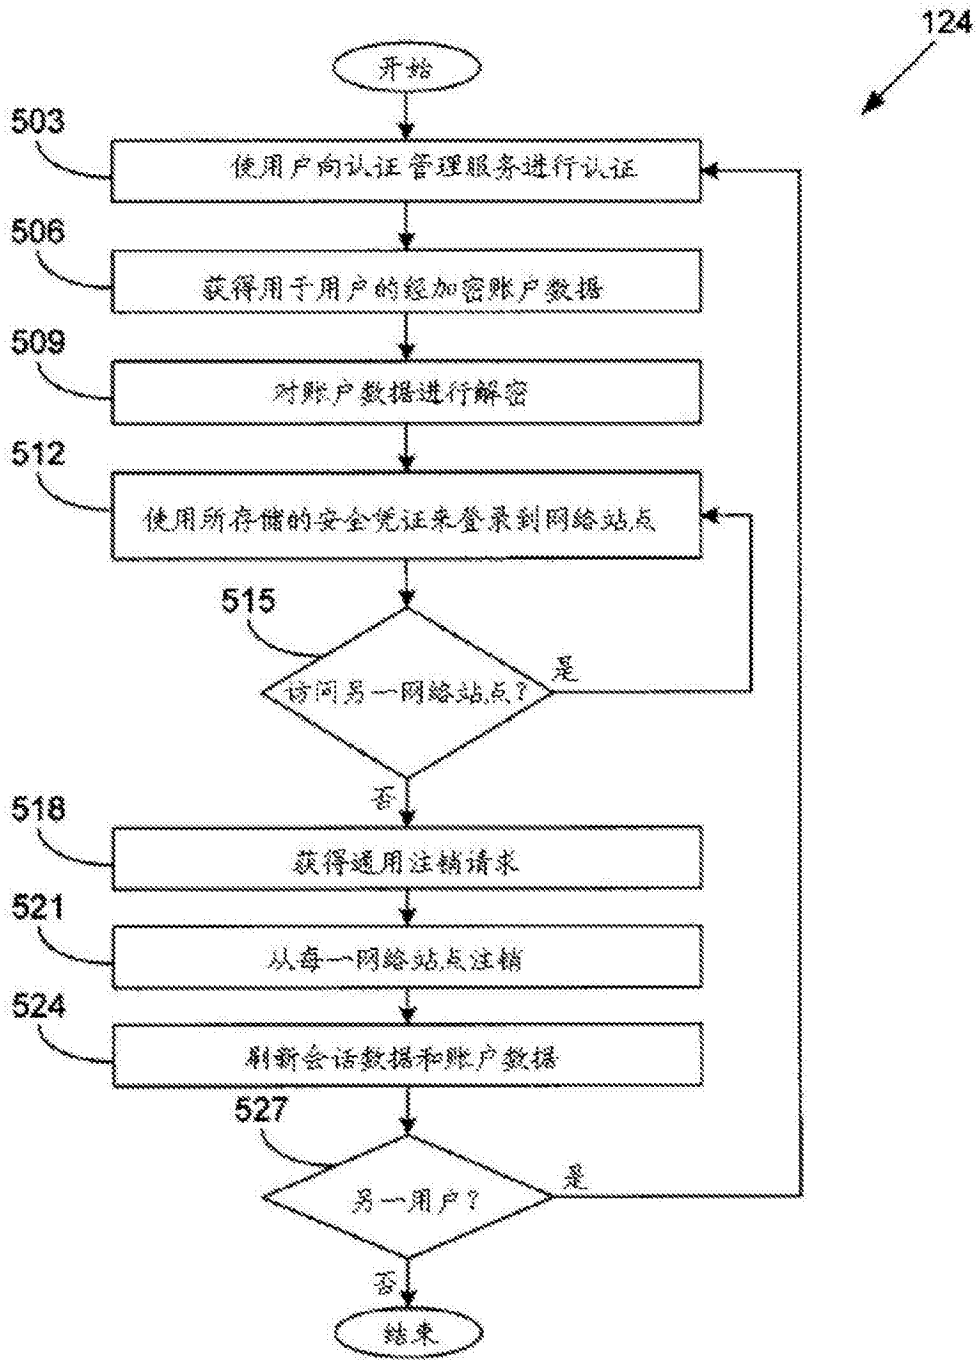 124
开始
503
使用户向认证管理服务进行认证
506
获得用于用户的经加密账户数据
509
对账户数据进行解密
512
使用所存储的安全凭证来登录到网络站点
515
访问另一网络站点？
是
否
518
获得通用注销请求
521
从每一网络站点注销
524
刷新会话数据和账户数据
527
另一用户？
是
否
结束